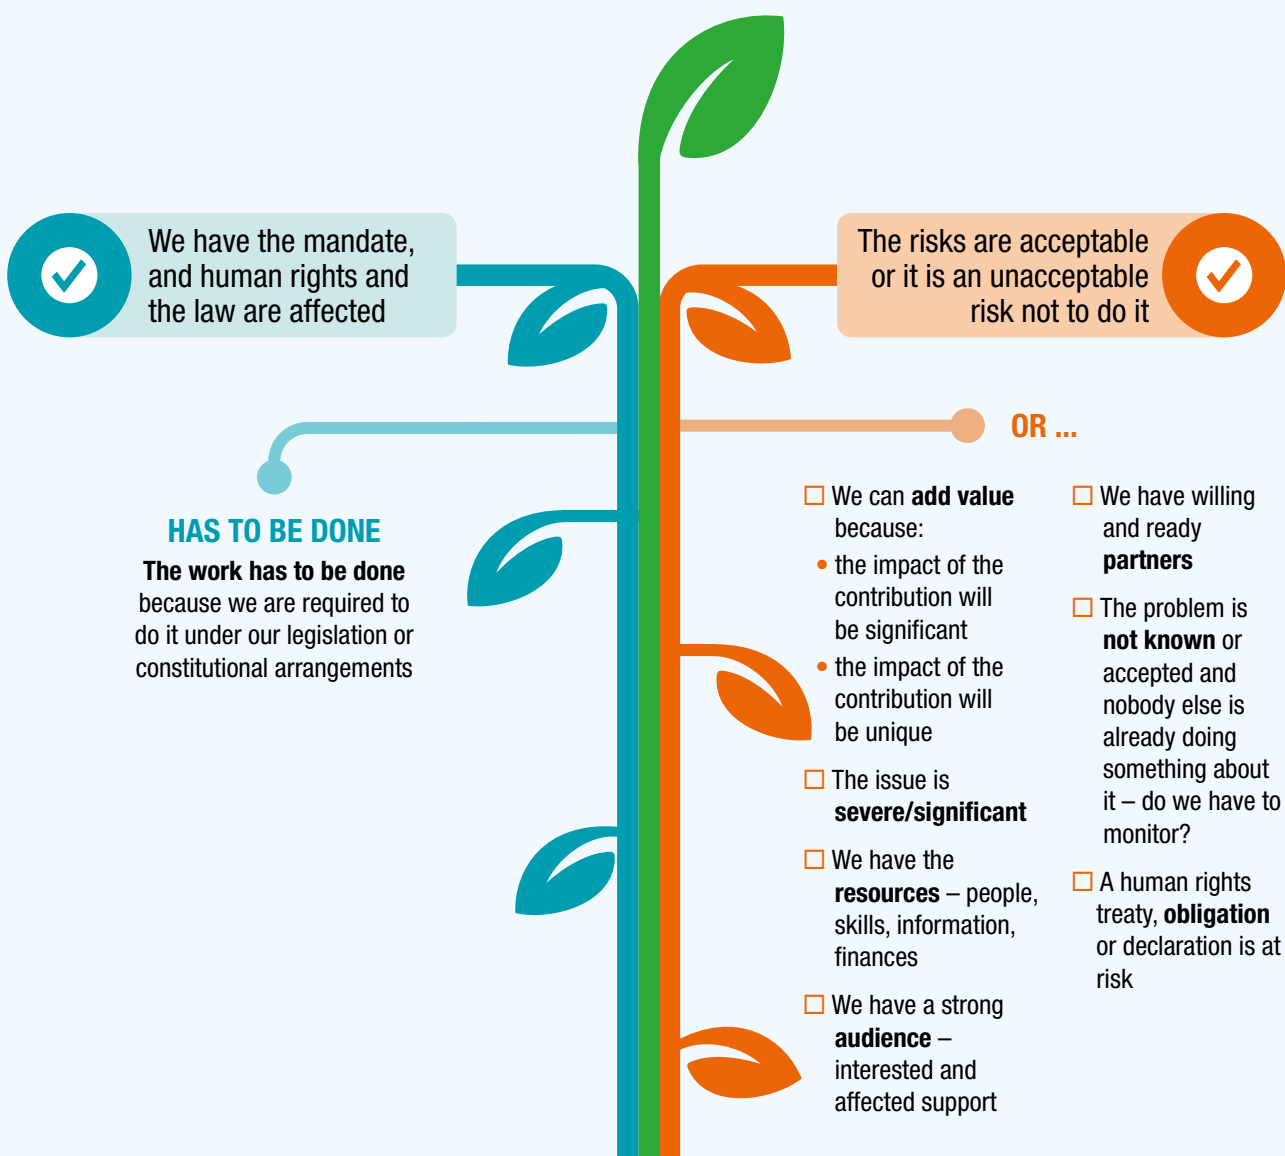 We have the mandate,
and human rights and
the law are affected
The risks are acceptable
or it is an unacceptable
risk not to do it
HAS TO BE DONE
The work has to be done
because we are required to
do it under our legislation or
constitutional arrangements
OR ...
We can add value
because:
• the impact of the
contribution will
be significant
• the impact of the
contribution will
be unique
The issue is
severe/significant
We have the
resources – people,
skills, information,
finances
We have a strong
audience –
interested and
affected support
We have willing
and ready
partners
The problem is
not known or
accepted and
nobody else is
already doing
something about
it – do we have to
monitor?
A human rights
treaty, obligation
or declaration is at
risk